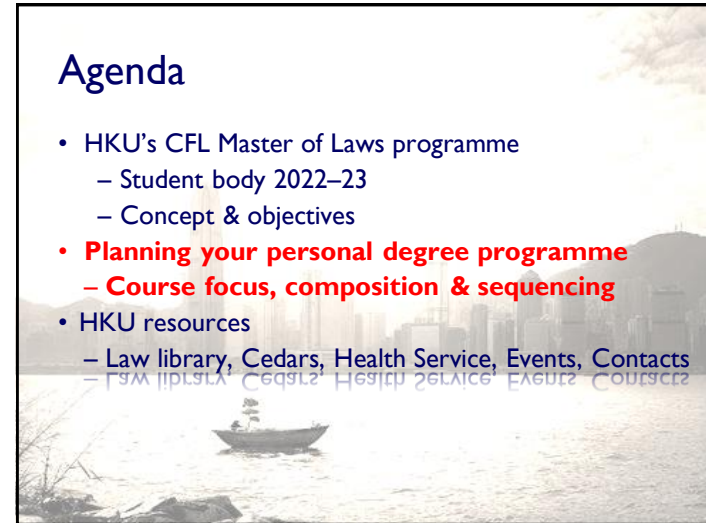 Agenda
• HKU's CFL Master of Laws programme
– Student body 2022–23
– Concept & objectives
• Planning your personal degree programme
– Course focus, composition & sequencing
• HKU resources
– Law library, Cedars, Health Service, Events, Contacts